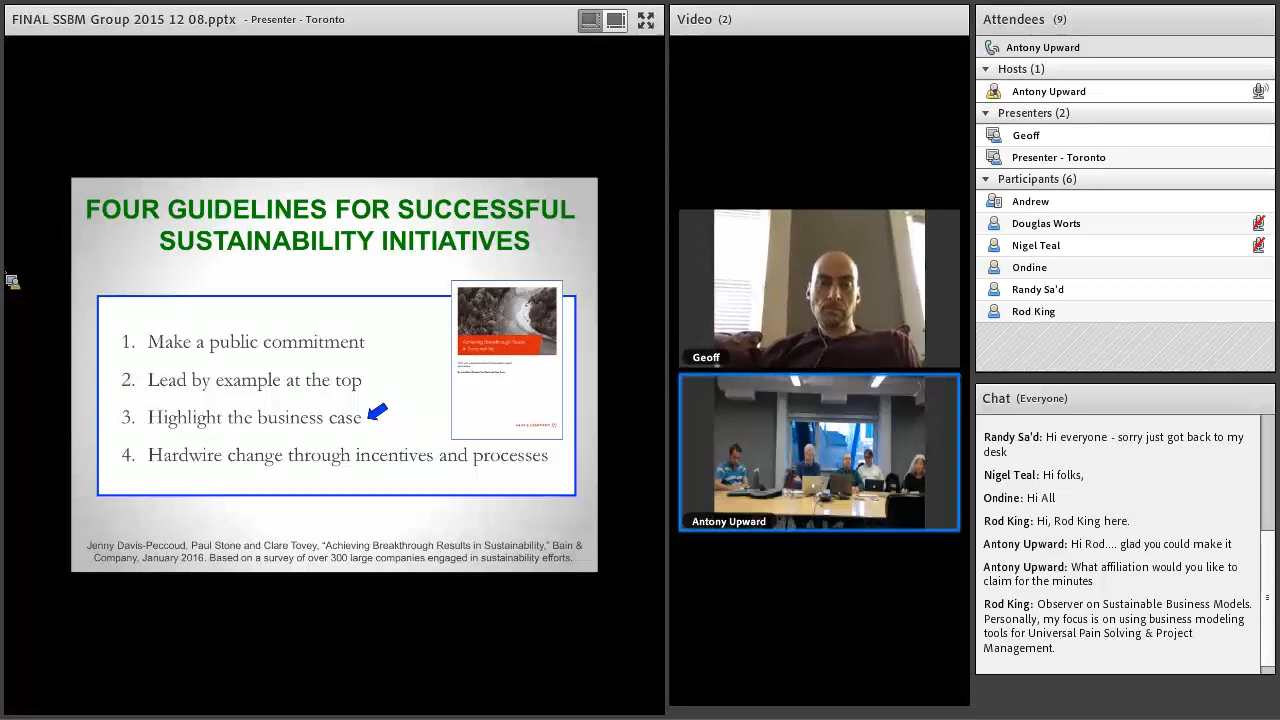 FINAL SSBM Group 2015 12 08.pptx - Presenter - Toronto
FOUR GUIDELINES FOR SUCCESSFUL
SUSTAINABILITY INITIATIVES
1. Make a public commitment
2. Lead by example at the top
3. Highlight the business case
4. Hardwire change through incentives and processes
Achieving Breakthrough Results
in Sustainability
BAIN & COMPANY
Jenny Davis-Peccoud, Paul Stone and Clare Tovey, “Achieving Breakthrough Results in Sustainability,” Bain &
Company, January 2016. Based on a survey of over 300 large companies engaged in sustainability efforts.
Video (2)
Geoff
Antony Upward
Attendees (9)
Antony Upward
Hosts (1)
Antony Upward
Presenters (2)
Geoff
Presenter - Toronto
Participants (6)
Andrew
Douglas Worts
Nigel Teal
Ondine
Randy Sa'd
Rod King
Chat (Everyone)
Randy Sa'd: Hi everyone - sorry just got back to my
desk
Nigel Teal: Hi folks,
Ondine: Hi All
Rod King: Hi, Rod King here.
Antony Upward: Hi Rod.... glad you could make it
Antony Upward: What affiliation would you like to
claim for the minutes
Rod King: Observer on Sustainable Business Models.
Personally, my focus is on using business modeling
tools for Universal Pain Solving & Project
Management.